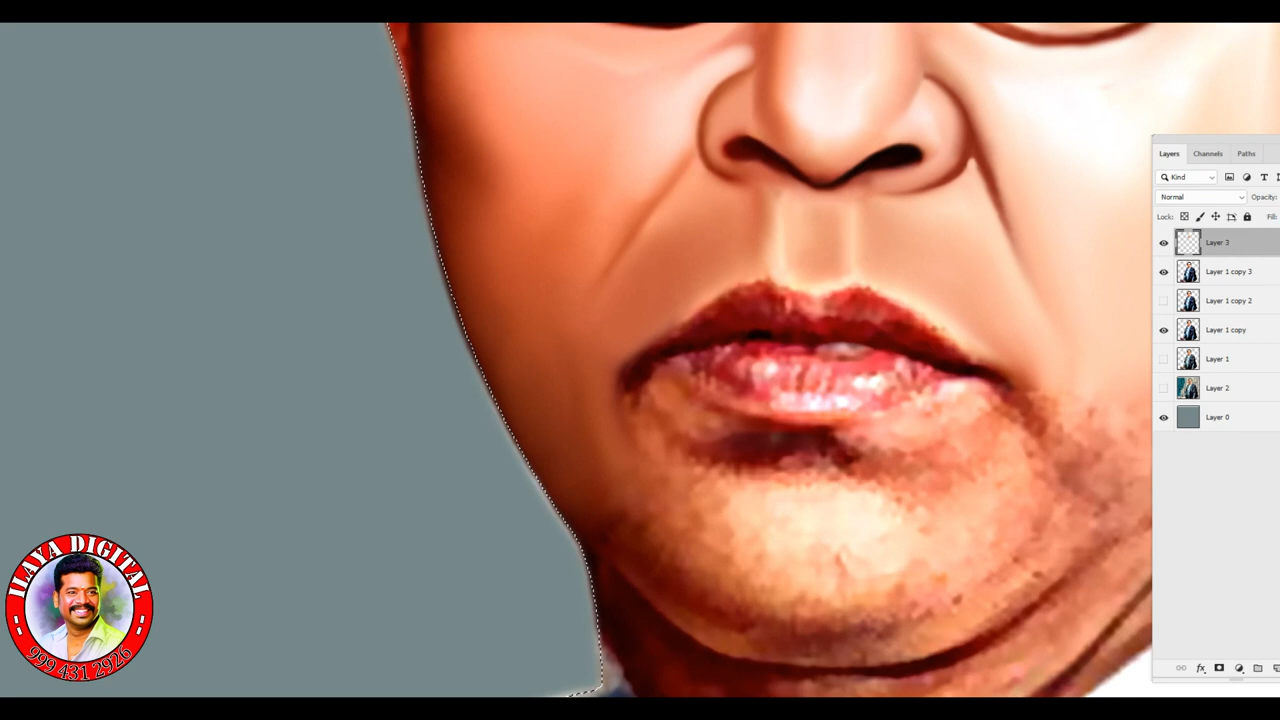 Layers Channels Paths
Kind
Normal Opacity:
Lock: Fill:
Layer 3
Layer 1 copy 3
Layer 1 copy 2
Layer 1 copy
Layer 1
Layer 2
Layer 0
fx
ILAYA DIGITAL
999 431 2926